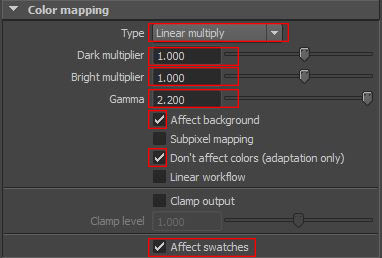 Color mapping
Type Linear multiply
Dark multiplier 1.000
Bright multiplier 1.000
Gamma 2.200
Affect background
Subpixel mapping
Don't affect colors (adaptation only)
Linear workflow
Clamp output
Clamp level 1.000
Affect swatches